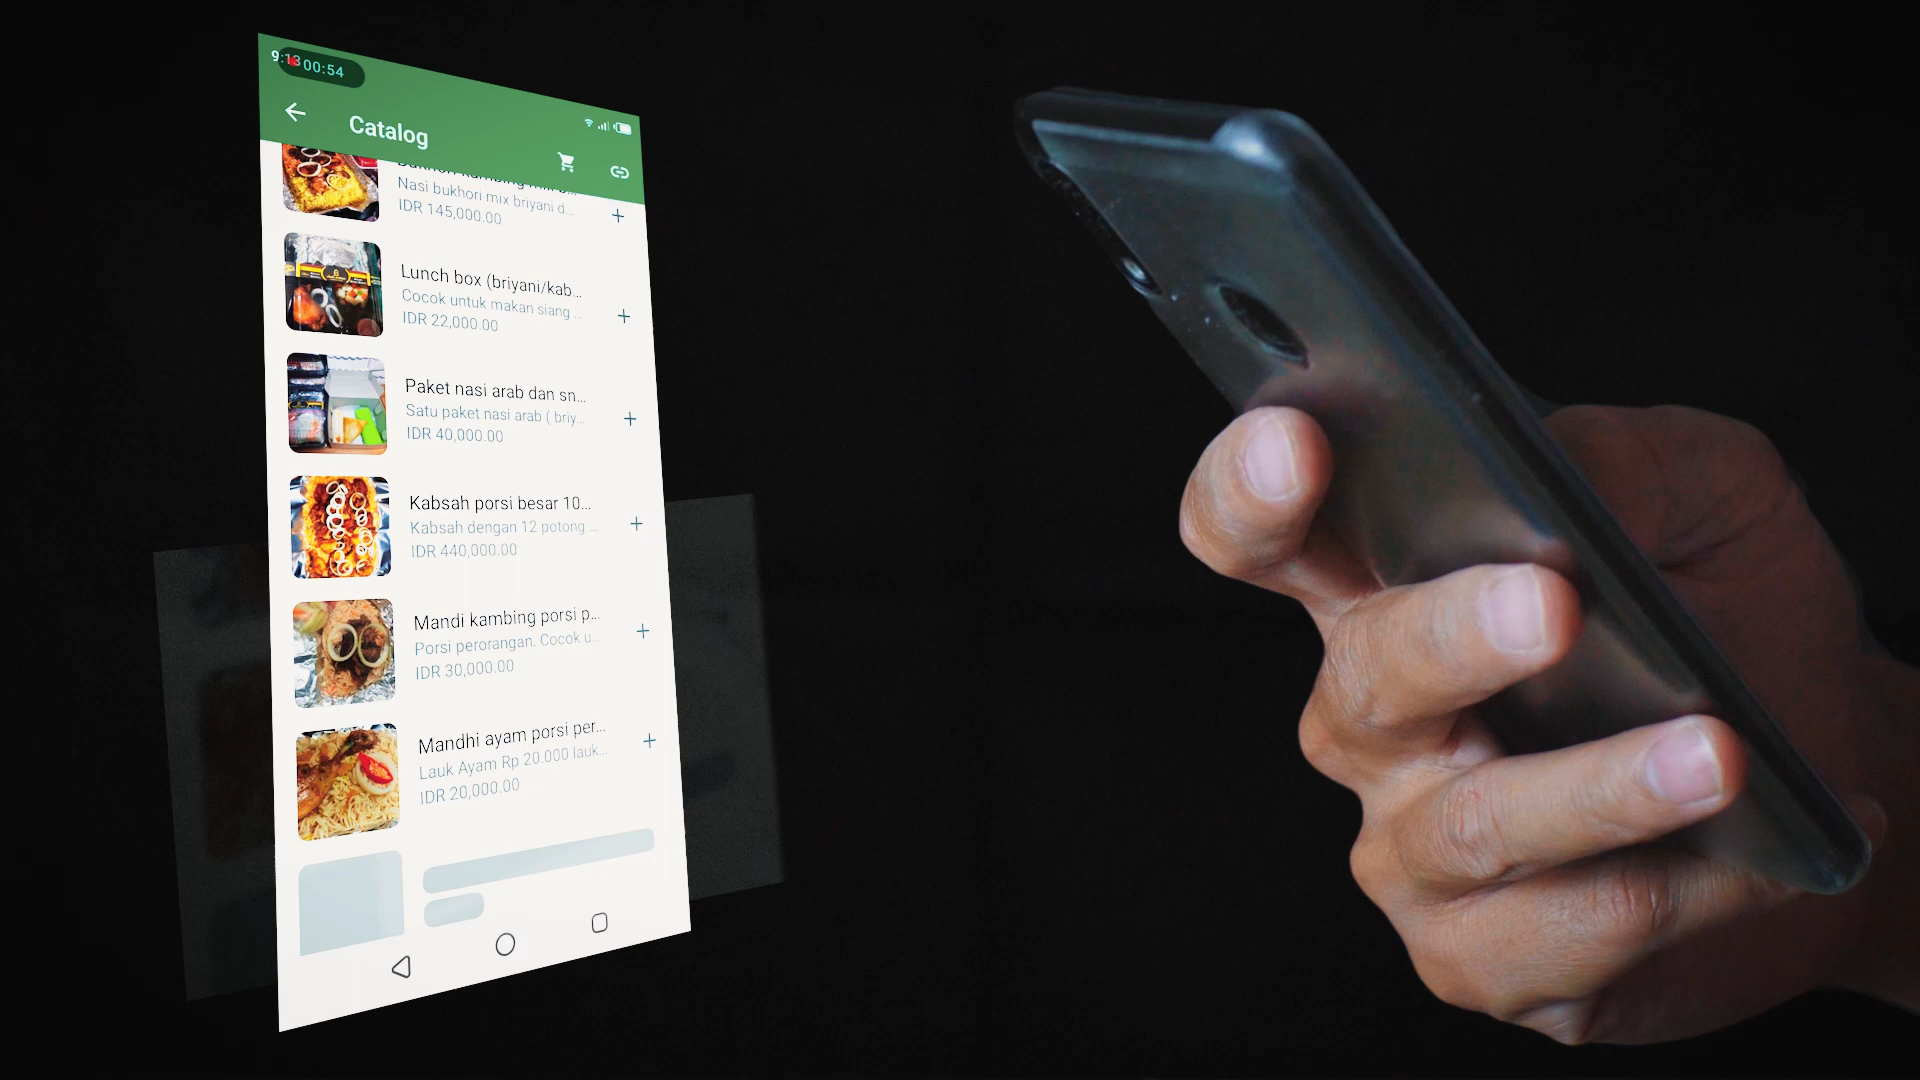 9:13 00:54
Catalog
Nasi bukhori mix briyani d...
IDR 145,000.00
Lunch box (briyani/kab...
Cocok untuk makan siang ...
IDR 22,000.00
Paket nasi arab dan sn...
Satu paket nasi arab ( briy...
IDR 40,000.00
Kabsah porsi besar 10...
Kabsah dengan 12 potong ...
IDR 440,000.00
Mandi kambing porsi p...
Porsi perorangan. Cocok u...
IDR 30,000.00
Mandhi ayam porsi per...
Lauk Ayam Rp 20.000 lauk...
IDR 20,000.00